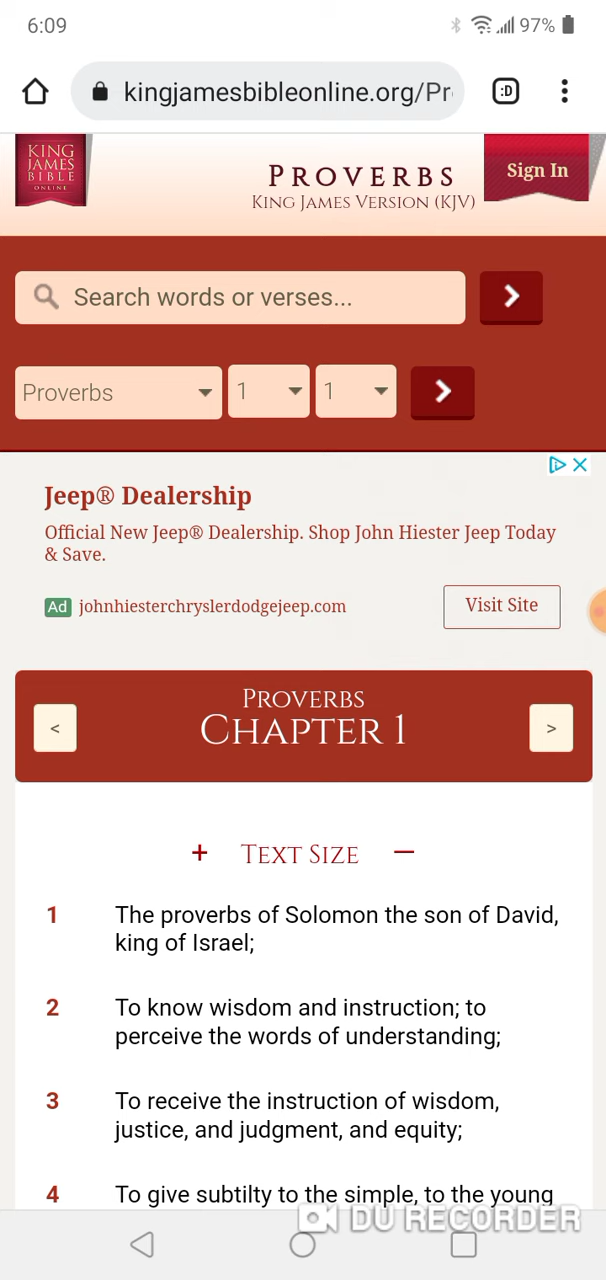 6:09
97%
kingjamesbibleonline.org/Pr
:D
KING
JAMES
BIBLE
ONLINE
PROVERBS
KING JAMES VERSION (KJV)
Sign In
Search words or verses...
Proverbs 1 1
Jeep® Dealership
Official New Jeep® Dealership. Shop John Hiester Jeep Today
& Save.
Ad johnhiesterchryslerdodgejeep.com
Visit Site
PROVERBS
< CHAPTER 1 >
+ TEXT SIZE −
1 The proverbs of Solomon the son of David,
king of Israel;
2 To know wisdom and instruction; to
perceive the words of understanding;
3 To receive the instruction of wisdom,
justice, and judgment, and equity;
4 To give subtilty to the simple, to the young
DU RECORDER